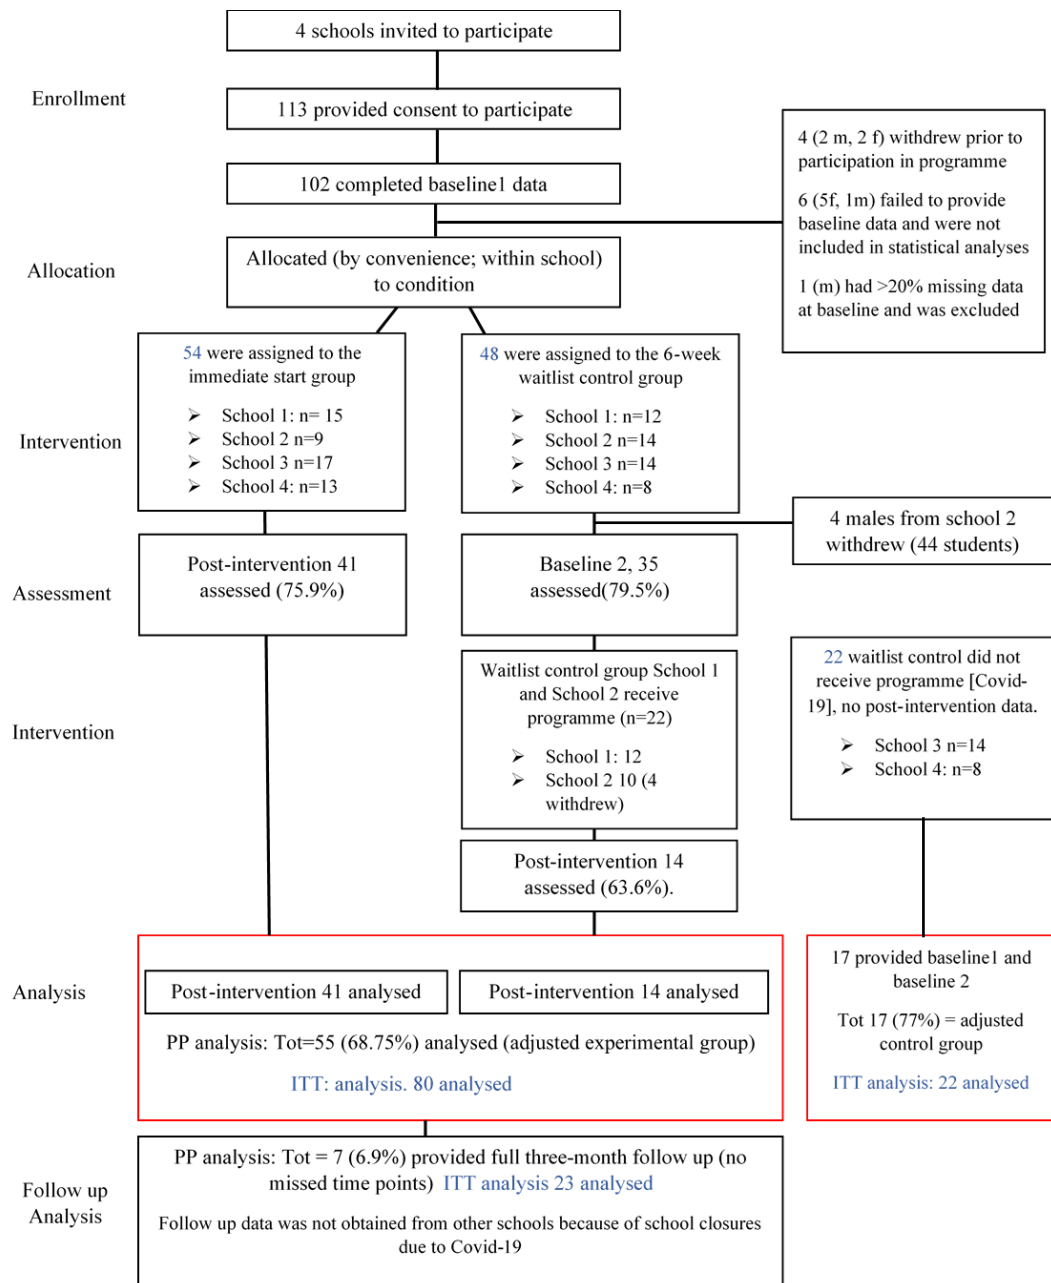 4 schools invited to participate
Enrollment
113 provided consent to participate
4 (2 m, 2 f) withdrew prior to
participation in programme
6 (5f, 1m) failed to provide
baseline data and were not
included in statistical analyses
1 (m) had >20% missing data
at baseline and was excluded
102 completed baseline1 data
Allocation
Allocated (by convenience; within school)
to condition
Intervention
54 were assigned to the
immediate start group
➢ School 1: n= 15
➢ School 2 n=9
➢ School 3 n=17
➢ School 4: n=13
48 were assigned to the 6-week
waitlist control group
➢ School 1: n=12
➢ School 2 n=14
➢ School 3 n=14
➢ School 4: n=8
4 males from school 2
withdrew (44 students)
Assessment
Post-intervention 41
assessed (75.9%)
Baseline 2, 35
assessed(79.5%)
Intervention
Waitlist control group School 1
and School 2 receive
programme (n=22)
➢ School 1: 12
➢ School 2 10 (4
withdrew)
22 waitlist control did not
receive programme [Covid-
19], no post-intervention data.
➢ School 3 n=14
➢ School 4: n=8
Post-intervention 14
assessed (63.6%).
Analysis
Post-intervention 41 analysed
Post-intervention 14 analysed
PP analysis: Tot=55 (68.75%) analysed (adjusted experimental group)
ITT: analysis. 80 analysed
17 provided baseline1 and
baseline 2
Tot 17 (77%) = adjusted
control group
ITT analysis: 22 analysed
Follow up
Analysis
PP analysis: Tot = 7 (6.9%) provided full three-month follow up (no
missed time points) ITT analysis 23 analysed
Follow up data was not obtained from other schools because of school closures
due to Covid-19